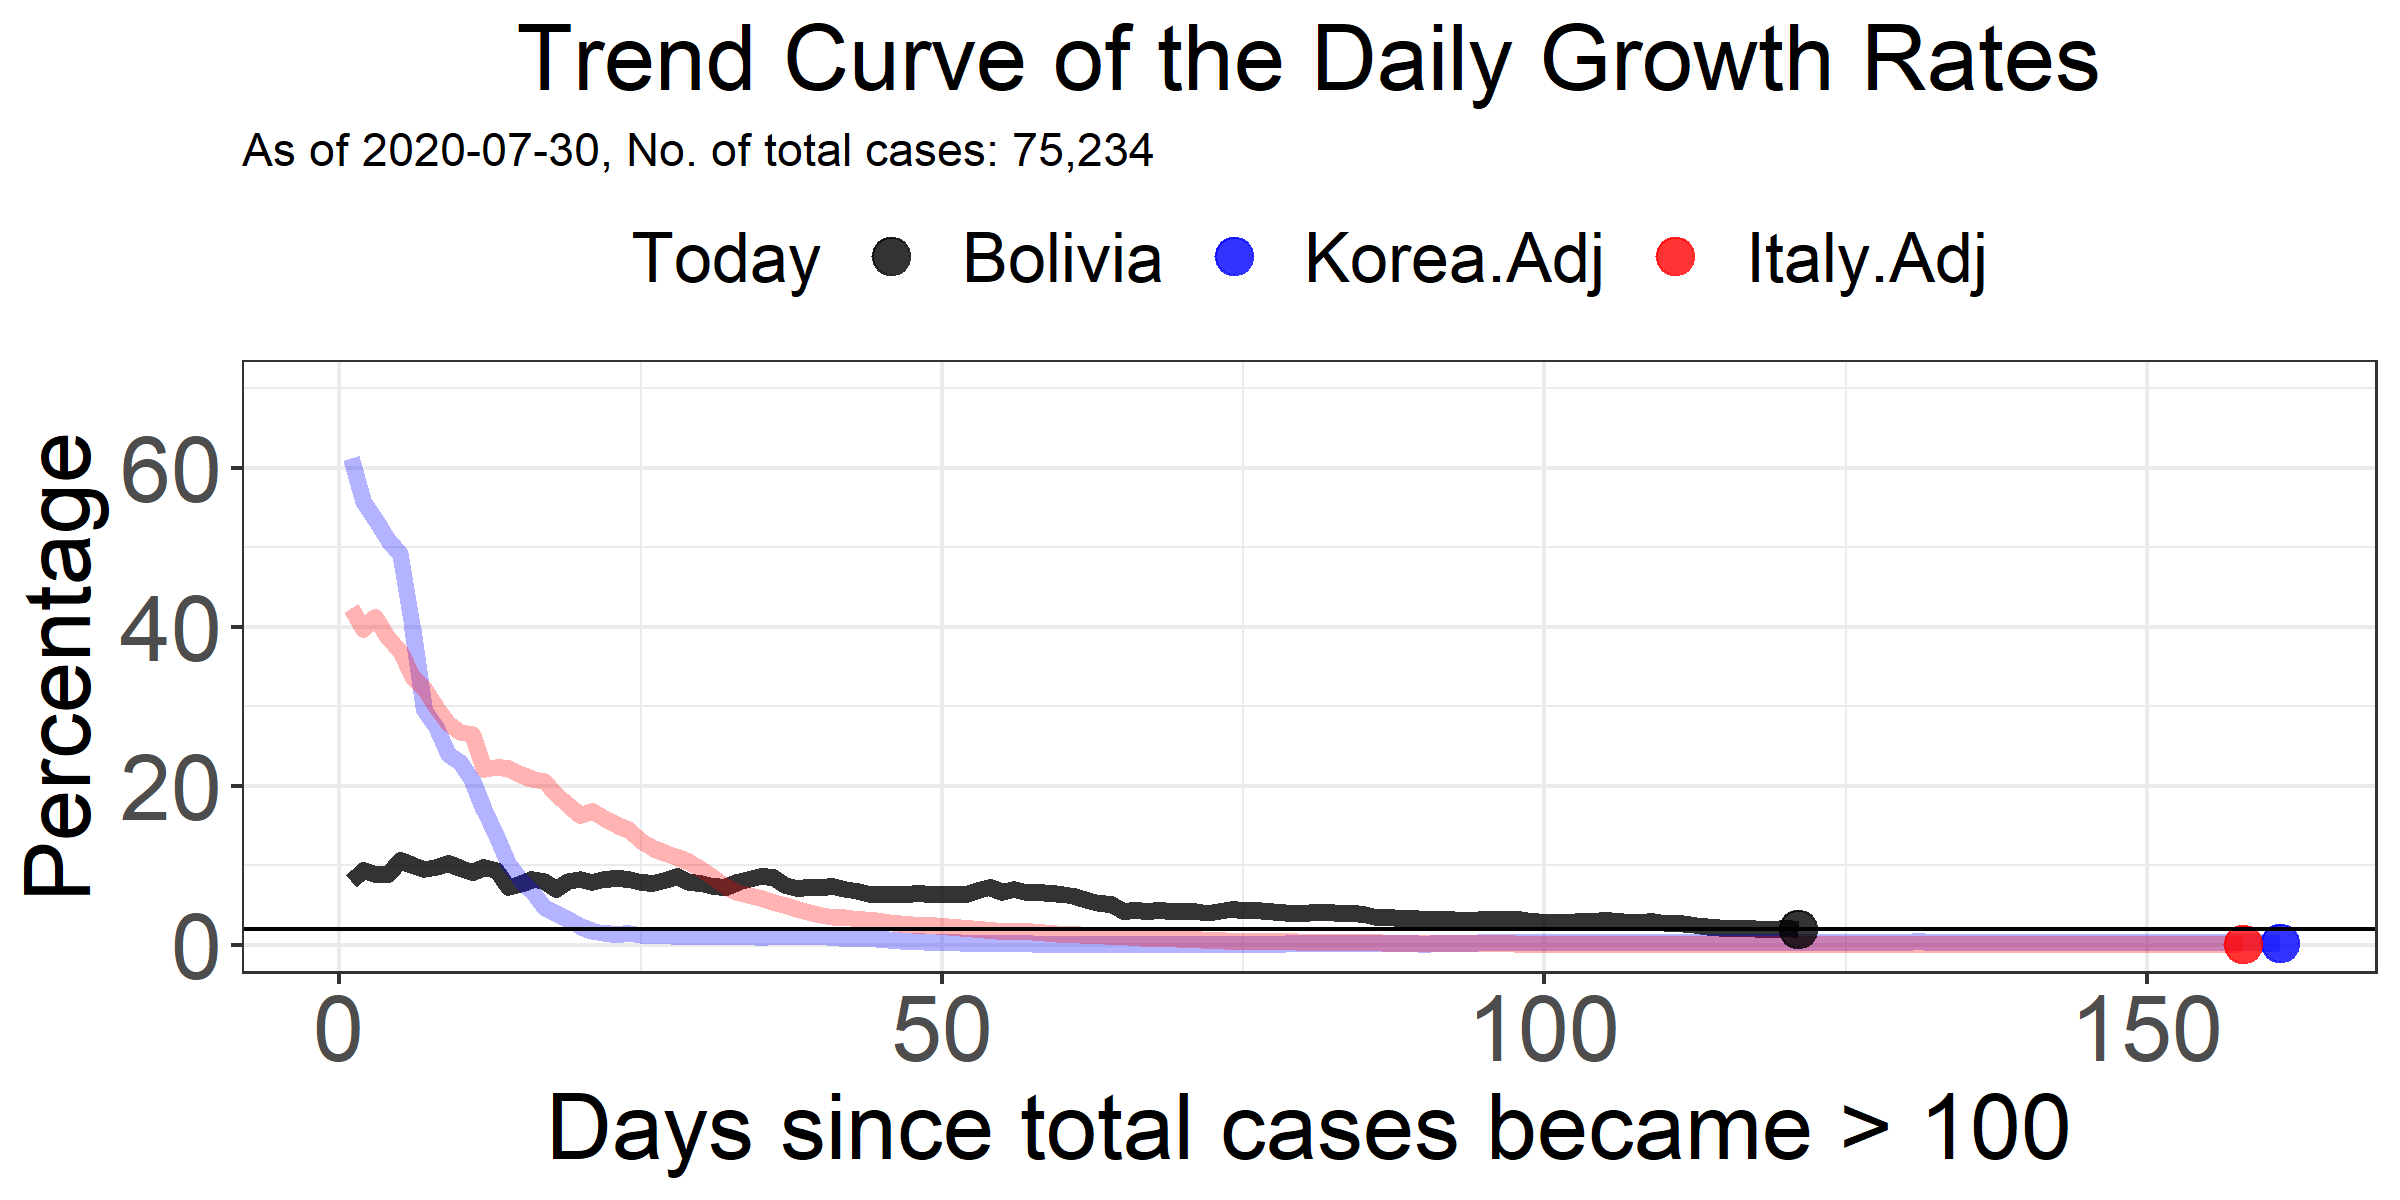 Trend Curve of the Daily Growth Rates
As of 2020-07-30, No. of total cases: 75,234
Today Bolivia Korea.Adj Italy.Adj
Percentage
60
40
20
0
0 50 100 150
Days since total cases became > 100